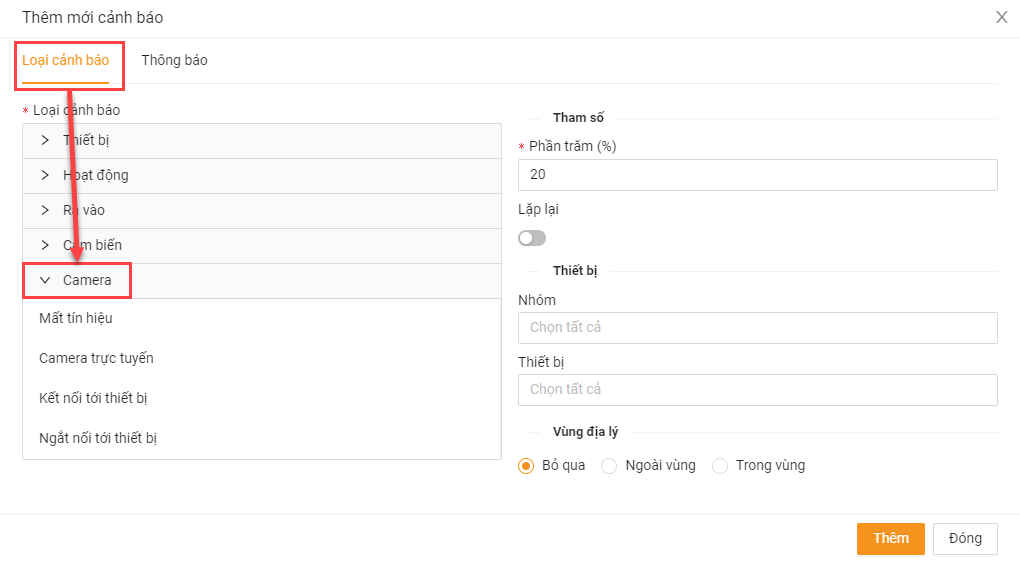 Thêm mới cảnh báo
Loại cảnh báo
Thông báo
* Loại cảnh báo
Thiết bị
Hoạt động
Ra vào
Cảm biến
Camera
Mất tín hiệu
Camera trực tuyến
Kết nối tới thiết bị
Ngắt nối tới thiết bị
Tham số
* Phần trăm (%)
20
Lặp lại
Thiết bị
Nhóm
Chọn tất cả
Thiết bị
Chọn tất cả
Vùng địa lý
Bỏ qua
Ngoài vùng
Trong vùng
Thêm
Đóng